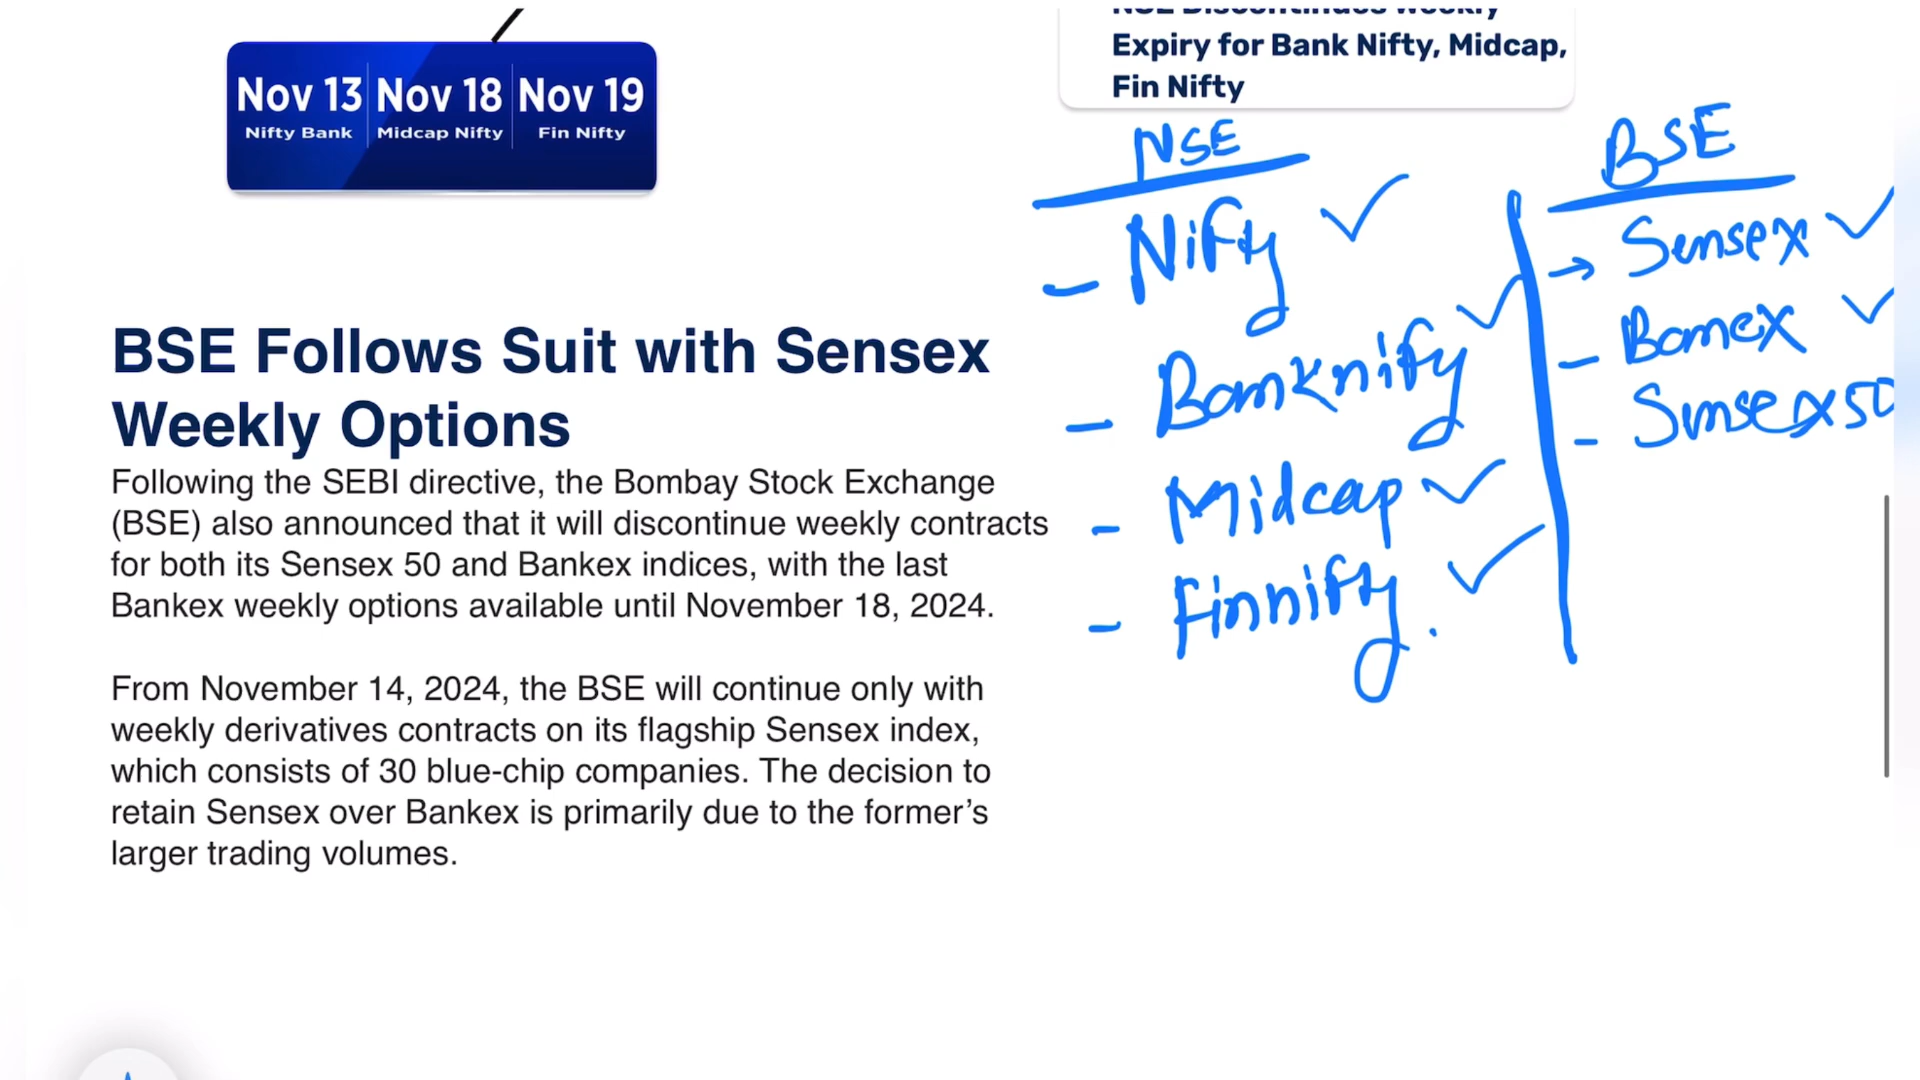 Nov 13 Nov 18 Nov 19
Nifty Bank Midcap Nifty Fin Nifty
NSE Discontinues Weekly
Expiry for Bank Nifty, Midcap,
Fin Nifty
BSE Follows Suit with Sensex
Weekly Options
Following the SEBI directive, the Bombay Stock Exchange
(BSE) also announced that it will discontinue weekly contracts
for both its Sensex 50 and Bankex indices, with the last
Bankex weekly options available until November 18, 2024.
From November 14, 2024, the BSE will continue only with
weekly derivatives contracts on its flagship Sensex index,
which consists of 30 blue-chip companies. The decision to
retain Sensex over Bankex is primarily due to the former’s
larger trading volumes.
NSE
- Nifty ✓
- Banknifty ✓
- Midcap ✓
- Finnifty ✓
BSE
→ Sensex ✓
- Banex ✓
- Sensex50